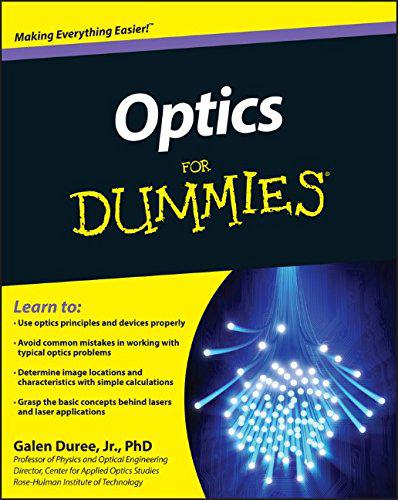 Making Everything Easier!™
Optics
FOR
DUMMIES®
Learn to:
• Use optics principles and devices properly
• Avoid common mistakes in working with
typical optics problems
• Determine image locations and
characteristics with simple calculations
• Grasp the basic concepts behind lasers
and laser applications
Galen Duree, Jr., PhD
Professor of Physics and Optical Engineering
Director, Center for Applied Optics Studies
Rose-Hulman Institute of Technology